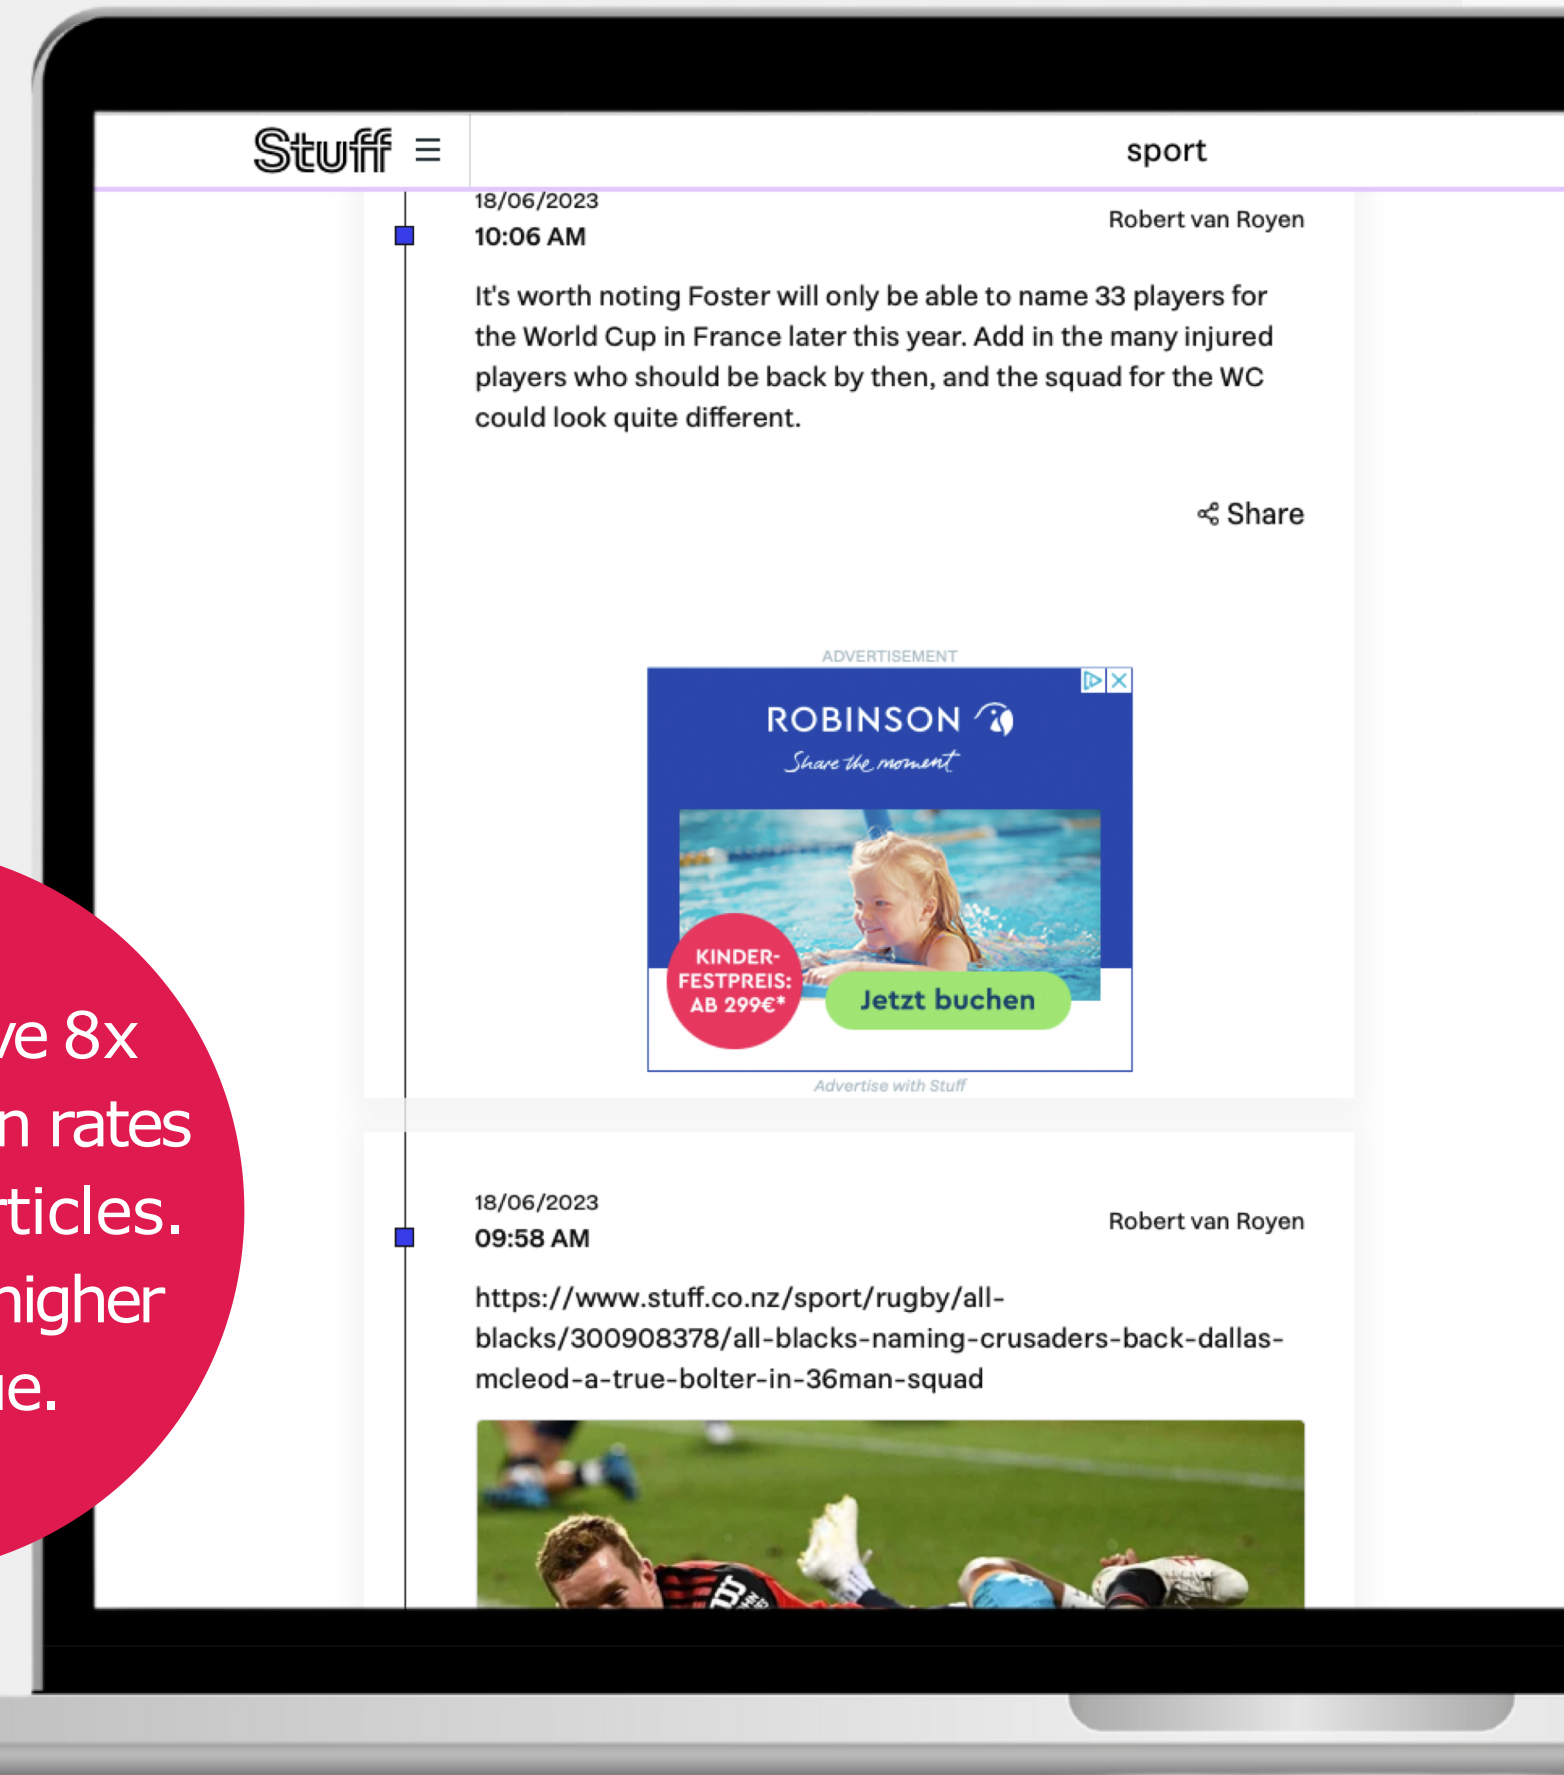 Stuff
sport
18/06/2023
10:06 AM
Robert van Royen
It's worth noting Foster will only be able to name 33 players for
the World Cup in France later this year. Add in the many injured
players who should be back by then, and the squad for the WC
could look quite different.
Share
ADVERTISEMENT
ROBINSON
Share the moment
KINDER-
FESTPREIS:
AB 299€*
Jetzt buchen
Advertise with Stuff
8x
rates
higher
18/06/2023
09:58 AM
Robert van Royen
https://www.stuff.co.nz/sport/rugby/all-
blacks/300908378/all-blacks-naming-crusaders-back-dallas-
mcleod-a-true-bolter-in-36man-squad